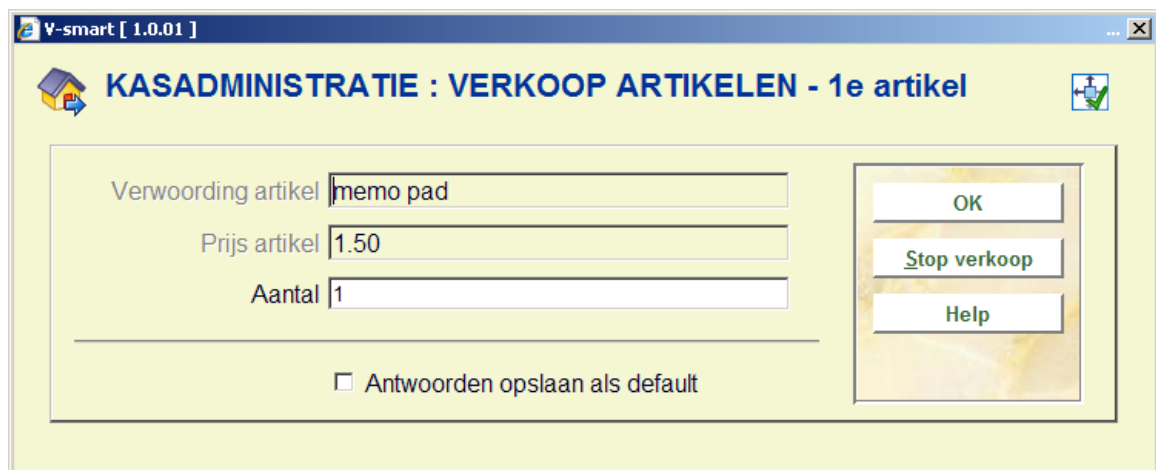 V-smart [ 1.0.01 ] ...
KASADMINISTRATIE : VERKOOP ARTIKELEN - 1e artikel
Verwoording artikel memo pad
Prijs artikel 1.50
Aantal 1
Antwoorden opslaan als default
OK
Stop verkoop
Help